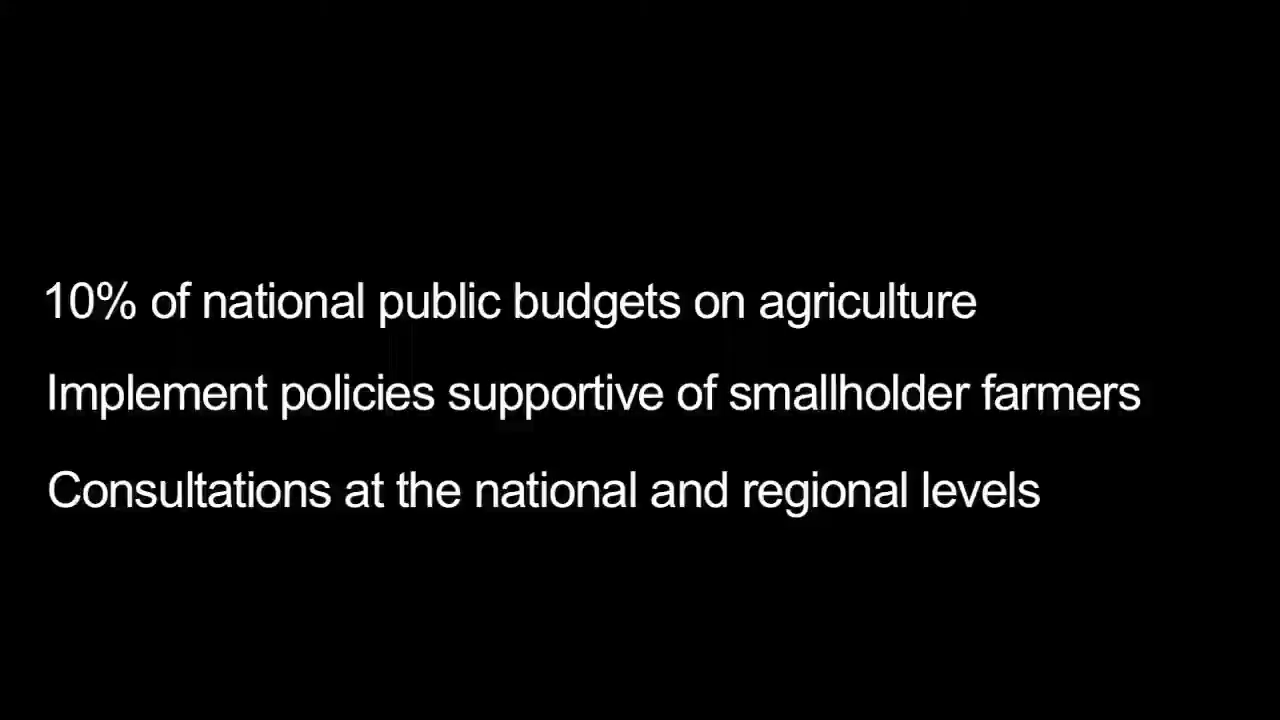 10% of national public budgets on agriculture
Implement policies supportive of smallholder farmers
Consultations at the national and regional levels